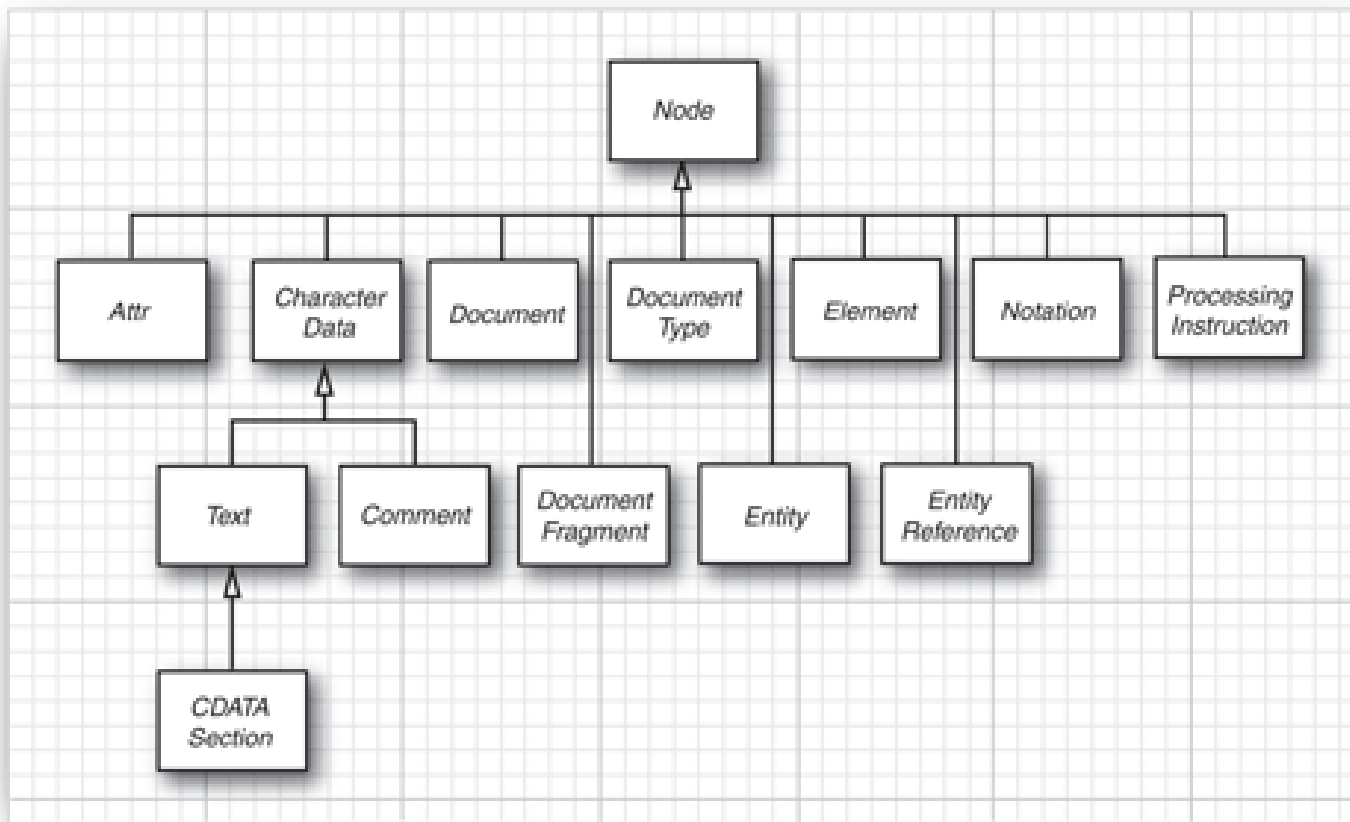 Node
Attr
Character
Data
Document
Document
Type
Element
Notation
Processing
Instruction
Text
Comment
Document
Fragment
Entity
Entity
Reference
CDATA
Section